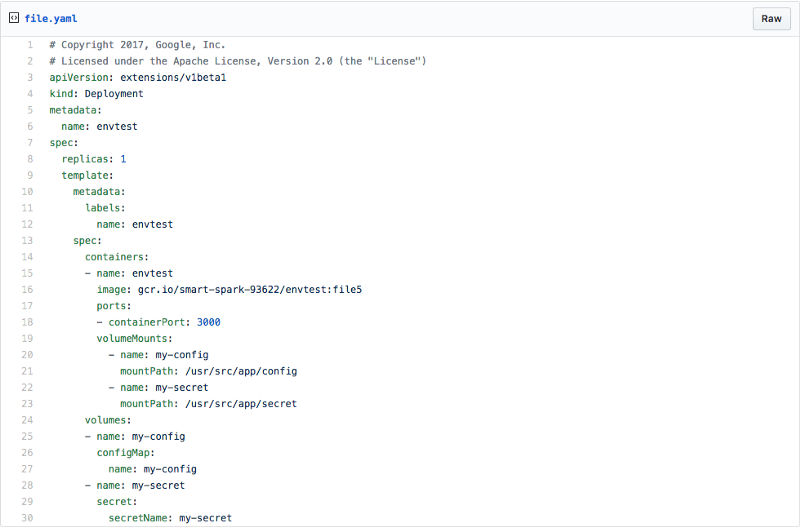 file.yaml
Raw
1 # Copyright 2017, Google, Inc.
2 # Licensed under the Apache License, Version 2.0 (the "License")
3 apiVersion: extensions/v1beta1
4 kind: Deployment
5 metadata:
6   name: envtest
7 spec:
8   replicas: 1
9   template:
10     metadata:
11       labels:
12         name: envtest
13     spec:
14       containers:
15       - name: envtest
16         image: gcr.io/smart-spark-93622/envtest:file5
17         ports:
18         - containerPort: 3000
19         volumeMounts:
20           - name: my-config
21             mountPath: /usr/src/app/config
22           - name: my-secret
23             mountPath: /usr/src/app/secret
24       volumes:
25       - name: my-config
26         configMap:
27           name: my-config
28       - name: my-secret
29         secret:
30           secretName: my-secret